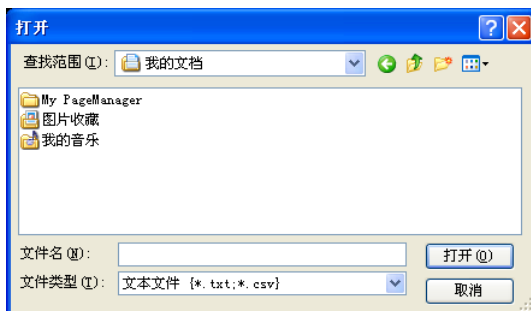 打开
查找范围(I): 我的文档
My PageManager
图片收藏
我的音乐
文件名(N): 打开(O)
文件类型(T): 文本文件 {*.txt;*.csv} 取消